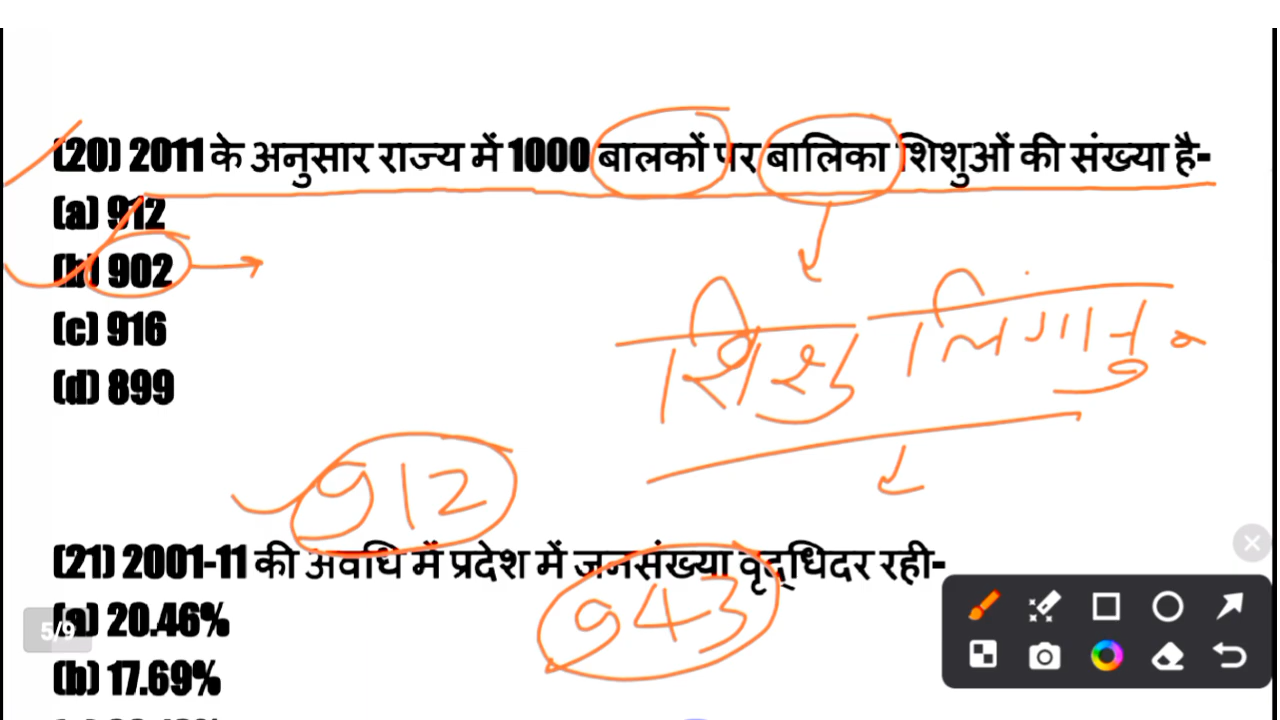 (20) 2011 के अनुसार राज्य में 1000 बालकों पर बालिका शिशुओं की संख्या है-
(a) 912
(b) 902
(c) 916
(d) 899
शिशु लिंगानु.
912
(21) 2001-11 की अवधि में प्रदेश में जनसंख्या वृद्धिदर रही-
943
(a) 20.46%
5/9
(b) 17.69%